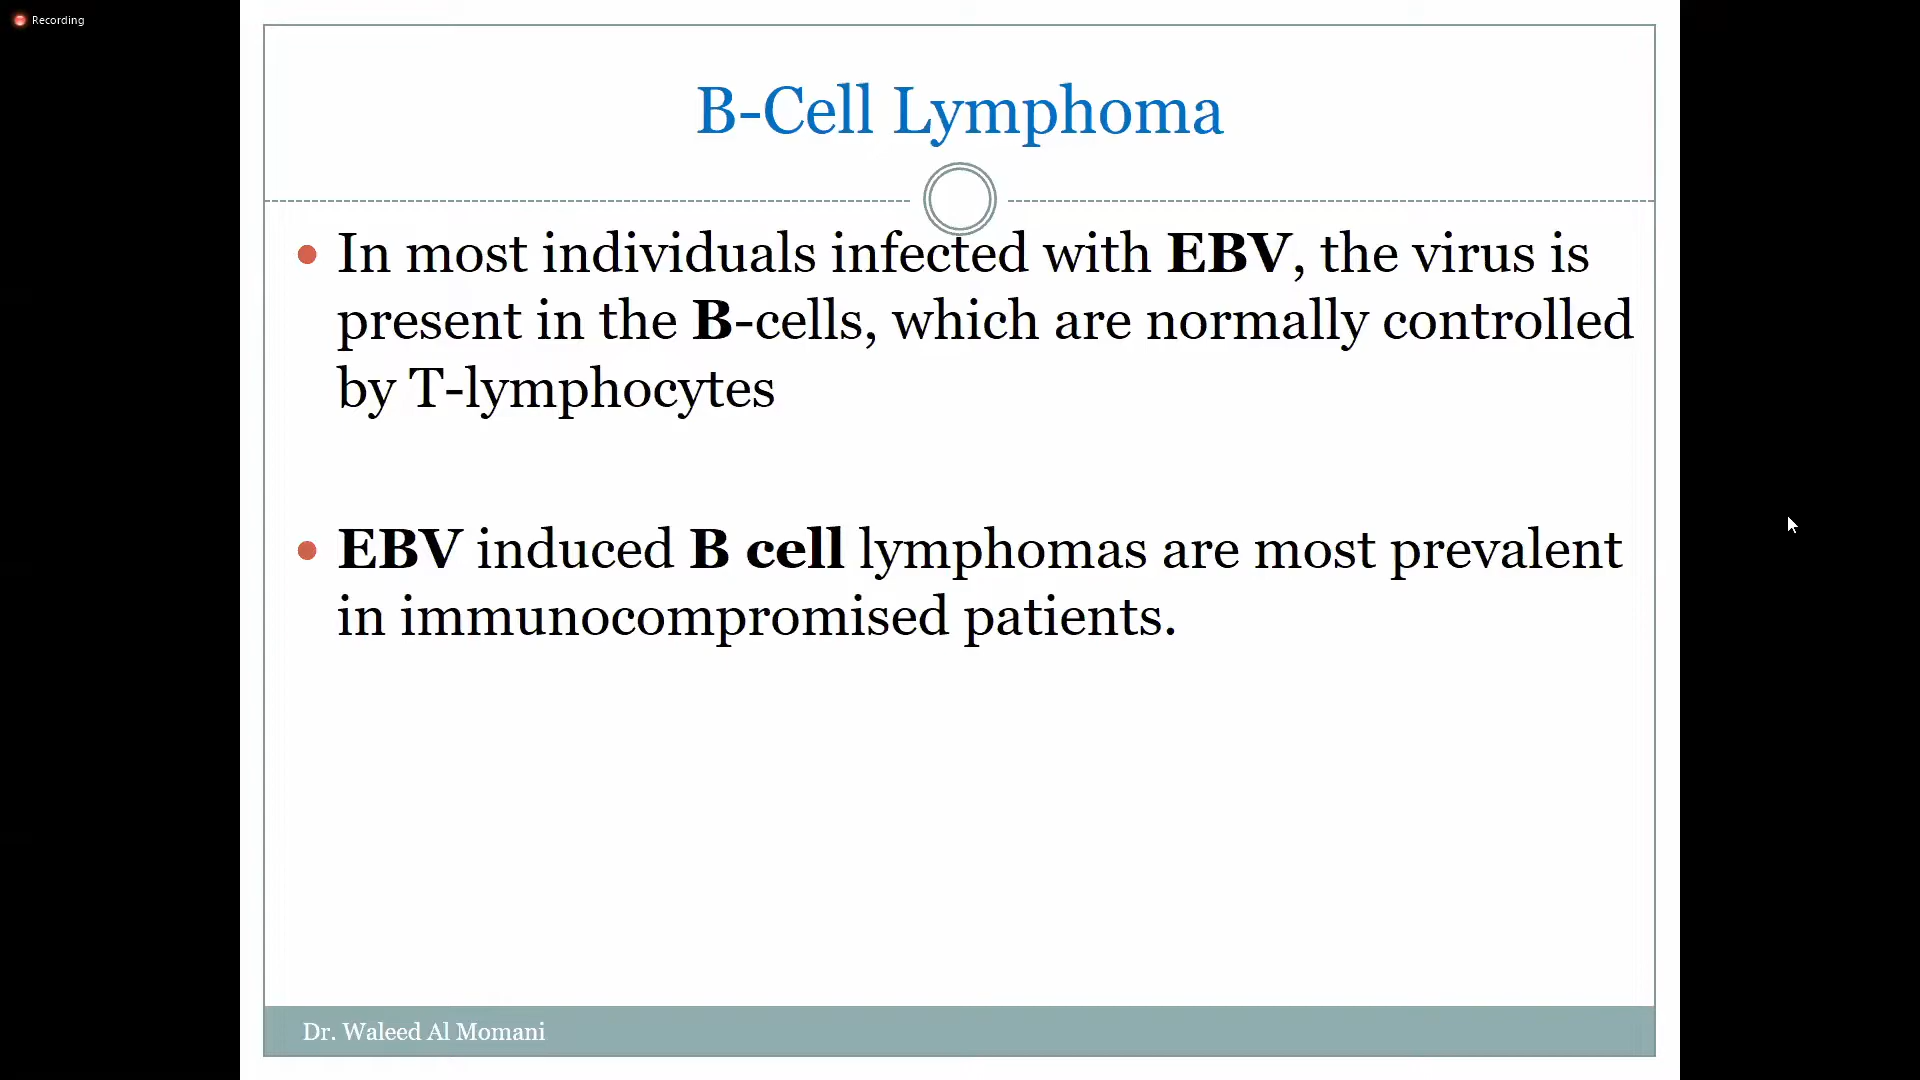 Recording
B-Cell Lymphoma
In most individuals infected with EBV, the virus is
present in the B-cells, which are normally controlled
by T-lymphocytes
EBV induced B cell lymphomas are most prevalent
in immunocompromised patients.
Dr. Waleed Al Momani